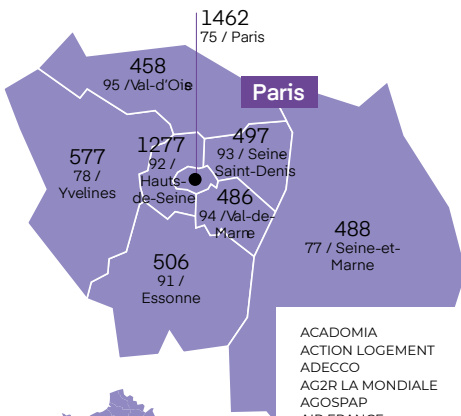 1462
75 / Paris
458
95 /Val-d'Oise
Paris
1277
92 /
Hauts-
de-Seine
497
93 / Seine
Saint-Denis
577
78 /
Yvelines
486
94 /Val-de-
Marne
488
77 / Seine-et-
Marne
506
91 /
Essonne
ACADOMIA
ACTION LOGEMENT
ADECCO
AG2R LA MONDIALE
AGOSPAP
AIR FRANCE